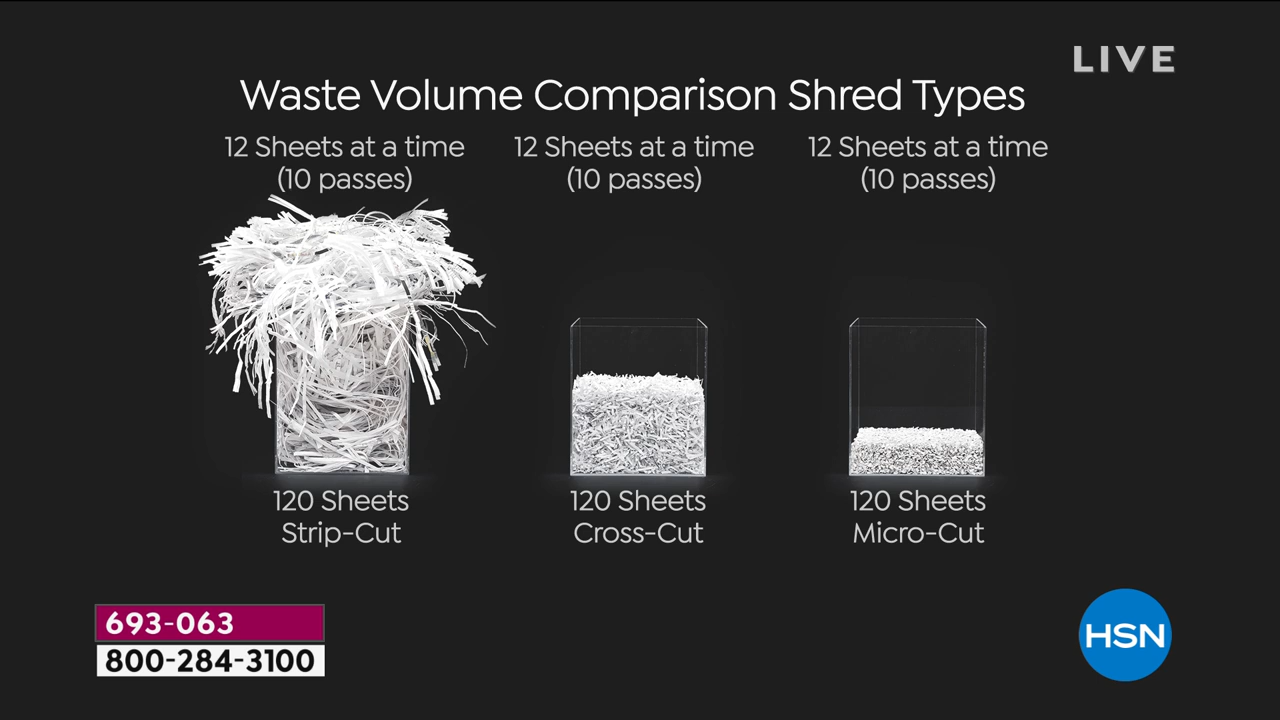 LIVE
Waste Volume Comparison Shred Types
12 Sheets at a time
(10 passes)
12 Sheets at a time
(10 passes)
12 Sheets at a time
(10 passes)
120 Sheets
Strip-Cut
120 Sheets
Cross-Cut
120 Sheets
Micro-Cut
693-063
800-284-3100
HSN